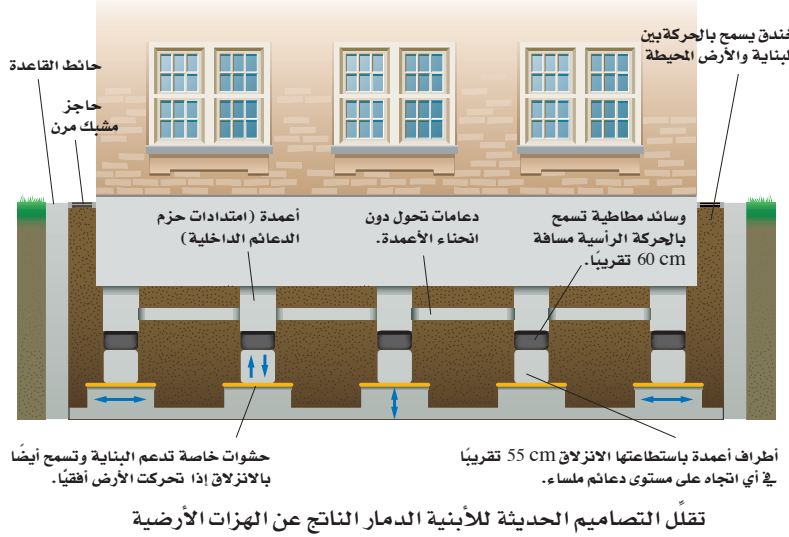 خندق يسمح بالحركة بين
البناية والأرض المحيطة
حائط القاعدة
حاجز
مشبك مرن
وسائد مطاطية تسمح
بالحركة الرأسية مسافة
60 cm تقريبًا.
دعامات تحول دون
انحناء الأعمدة.
أعمدة (امتدادات حزم
الدعائم الداخلية)
أطراف أعمدة باستطاعتها الانزلاق 55 cm تقريبًا
في أي اتجاه على مستوى دعائم ملساء.
حشوات خاصة تدعم البناية وتسمح أيضًا
بالانزلاق إذا تحركت الأرض أفقيًا.
تقلّل التصاميم الحديثة للأبنية الدمار الناتج عن الهزات الأرضية